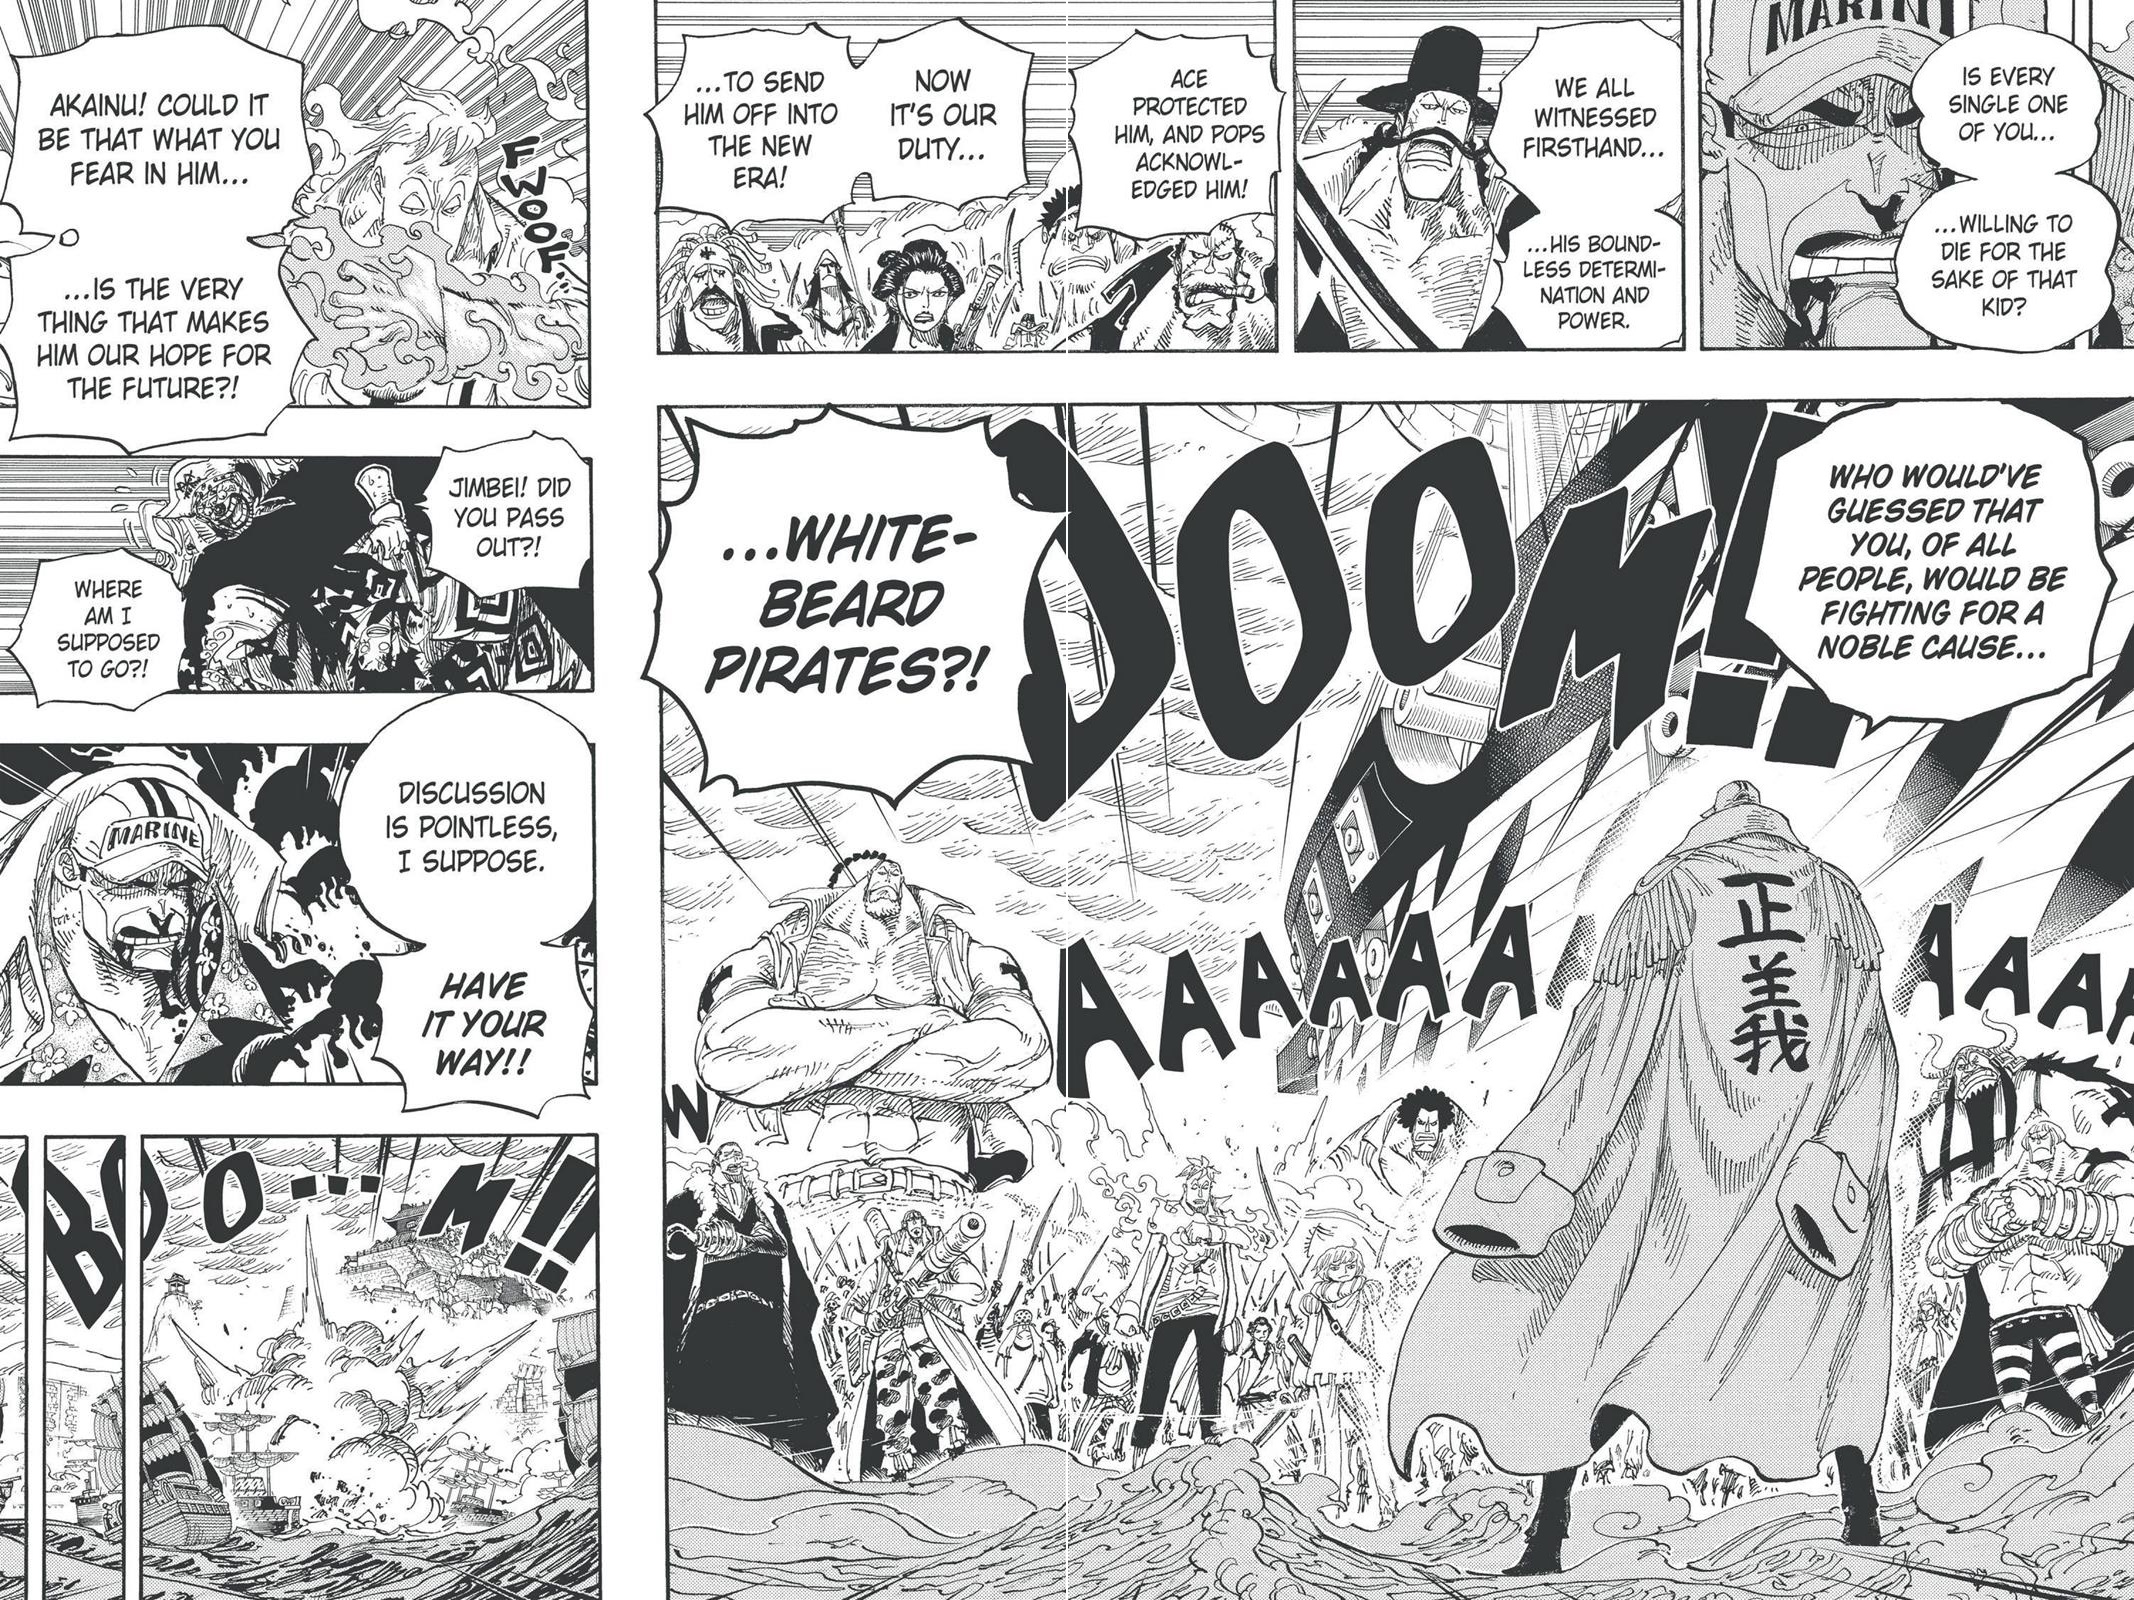 MARINE
IS EVERY
SINGLE ONE
OF YOU...
...WILLING TO
DIE FOR THE
SAKE OF THAT
KID?
WE ALL
WITNESSED
FIRSTHAND...
...HIS BOUND-
LESS DETERMI-
NATION AND
POWER.
ACE
PROTECTED
HIM, AND POPS
ACKNOWL-
EDGED HIM!
NOW
IT'S OUR
DUTY...
...TO SEND
HIM OFF INTO
THE NEW
ERA!
WHO WOULD'VE
GUESSED THAT
YOU, OF ALL
PEOPLE, WOULD BE
FIGHTING FOR A
NOBLE CAUSE...
DOOM!!
...WHITE-
BEARD
PIRATES?!
正義
W
AAAAAA
AAAA
AKAINU! COULD IT
BE THAT WHAT YOU
FEAR IN HIM...
...IS THE VERY
THING THAT MAKES
HIM OUR HOPE FOR
THE FUTURE?!
FWOOF...
JIMBEI! DID
YOU PASS
OUT?!
WHERE
AM I
SUPPOSED
TO GO?!
MARINE
DISCUSSION
IS POINTLESS,
I SUPPOSE.
HAVE
IT YOUR
WAY!!
BOO...M!!